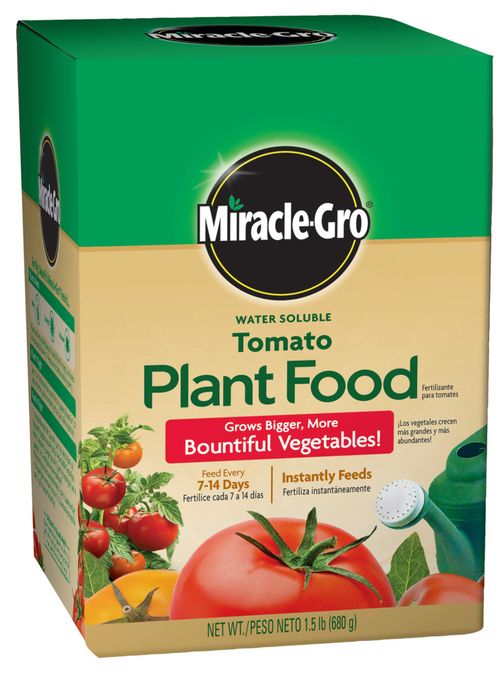 Miracle-Gro
Miracle-Gro®
WATER SOLUBLE
Tomato
Plant Food
Fertilizante
para tomates
Grows Bigger, More
Bountiful Vegetables!
¡Los vegetales crecen
más grandes y más
abundantes!
Feed Every
7-14 Days
Fertilice cada 7 a 14 días
Instantly Feeds
Fertiliza instantáneamente
NET WT./PESO NETO 1.5 lb (680 g)